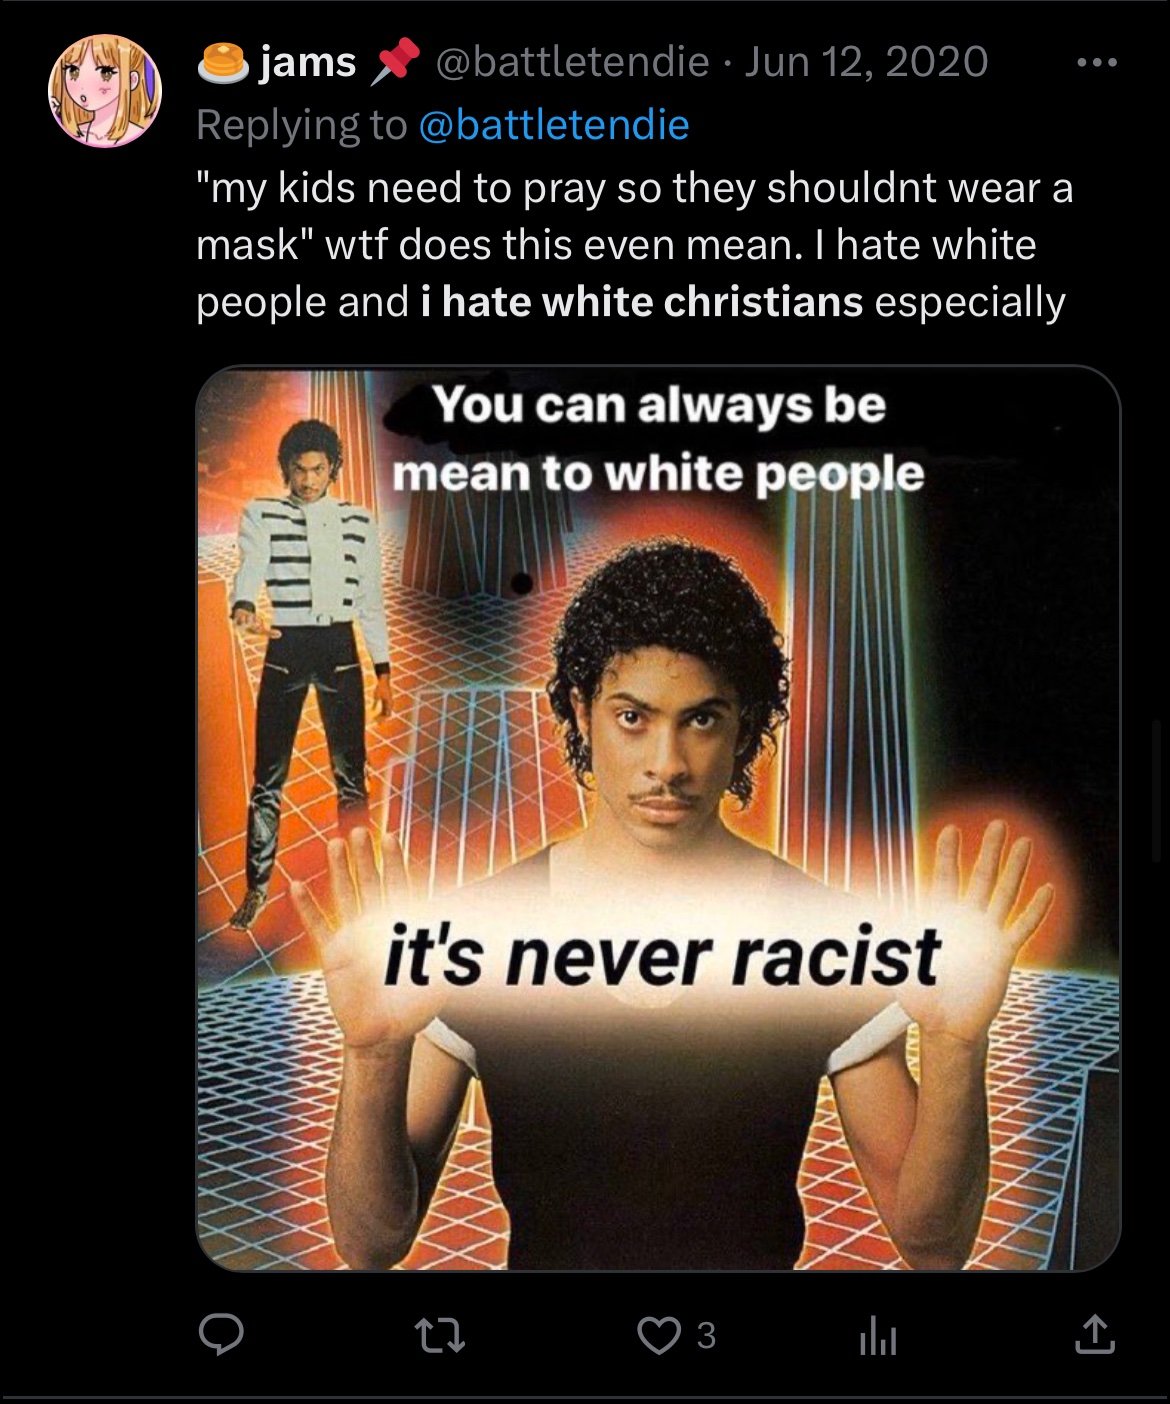 jams @battletendie · Jun 12, 2020
Replying to @battletendie
"my kids need to pray so they shouldnt wear a
mask" wtf does this even mean. I hate white
people and i hate white christians especially
You can always be
mean to white people
it's never racist
3